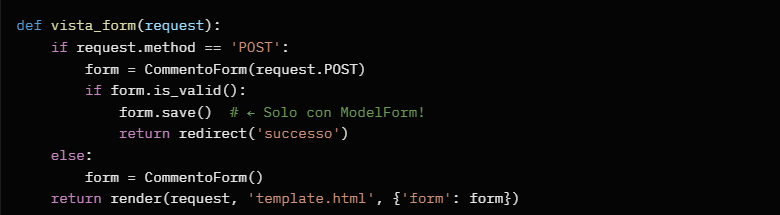 def vista_form(request):
    if request.method == 'POST':
        form = CommentoForm(request.POST)
        if form.is_valid():
            form.save()  # ← Solo con ModelForm!
            return redirect('successo')
    else:
        form = CommentoForm()
    return render(request, 'template.html', {'form': form})